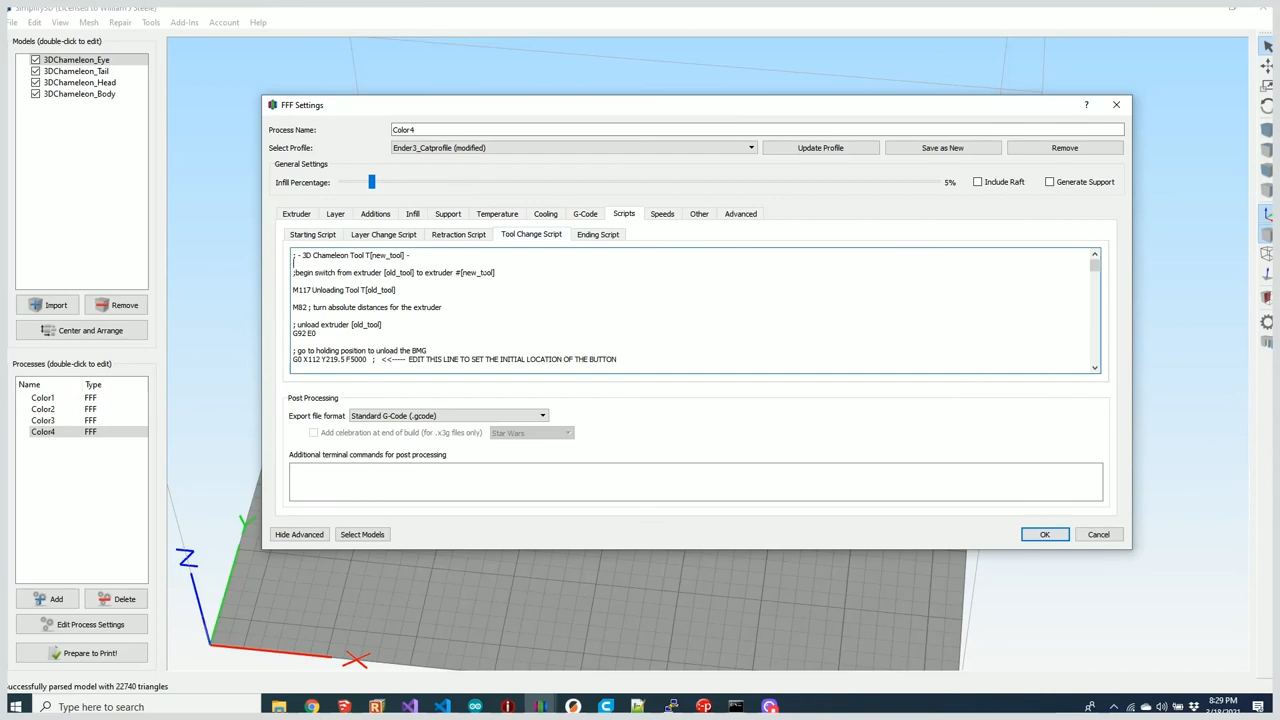 Simplify3D (Licensed to William J Steele)
File Edit View Mesh Repair Tools Add-Ins Account Help
Models (double-click to edit)
3DChameleon_Eye
3DChameleon_Tail
3DChameleon_Head
3DChameleon_Body
Import Remove
Center and Arrange
Processes (double-click to edit)
Name Type
Color1 FFF
Color2 FFF
Color3 FFF
Color4 FFF
Add Delete
Edit Process Settings
Prepare to Print!
Successfully parsed model with 22740 triangles
FFF Settings ?
Process Name: Color4
Select Profile: Ender3_Catprofile (modified) Update Profile Save as New Remove
General Settings
Infill Percentage: 5% Include Raft Generate Support
Extruder Layer Additions Infill Support Temperature Cooling G-Code Scripts Speeds Other Advanced
Starting Script Layer Change Script Retraction Script Tool Change Script Ending Script
; - 3D Chameleon Tool T[new_tool] -
;begin switch from extruder [old_tool] to extruder #[new_tool]
M117 Unloading Tool T[old_tool]
M82 ; turn absolute distances for the extruder
; unload extruder [old_tool]
G92 E0
; go to holding position to unload the BMG
G0 X112 Y219.5 F5000 ; <<----- EDIT THIS LINE TO SET THE INITIAL LOCATION OF THE BUTTON
Post Processing
Export file format Standard G-Code (.gcode)
Add celebration at end of build (for .x3g files only) Star Wars
Additional terminal commands for post processing
Hide Advanced Select Models OK Cancel
Z
Y
X
Type here to search
8:29 PM
3/18/2021